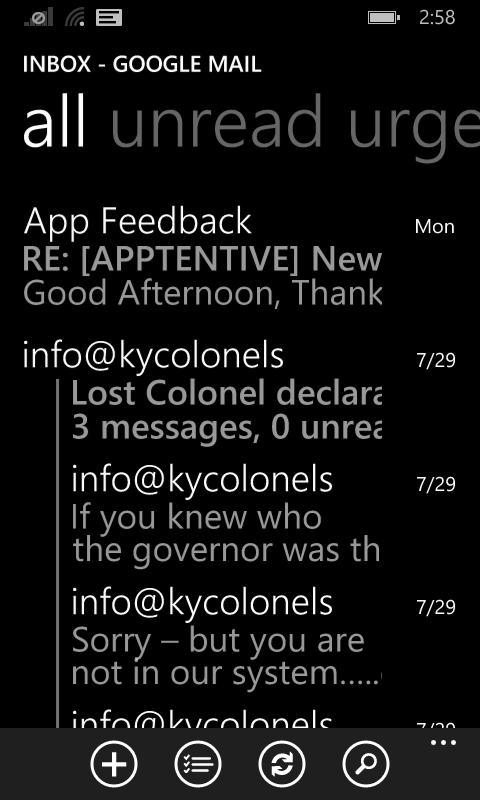 2:58
INBOX - GOOGLE MAIL
all unread urge
App Feedback Mon
RE: [APPTENTIVE] New
Good Afternoon, Thank
info@kycolonels 7/29
Lost Colonel declara
3 messages, 0 unrea
info@kycolonels 7/29
If you knew who
the governor was th
info@kycolonels 7/29
Sorry – but you are
not in our system.....
info@kycolonels 7/29